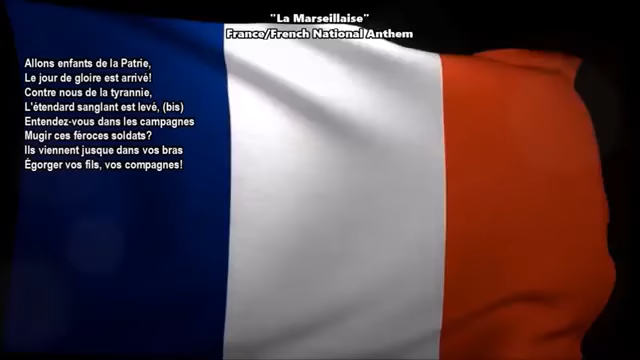 "La Marseillaise"
France/French National Anthem
Allons enfants de la Patrie,
Le jour de gloire est arrivé!
Contre nous de la tyrannie,
L'étendard sanglant est levé, (bis)
Entendez-vous dans les campagnes
Mugir ces féroces soldats?
Ils viennent jusque dans vos bras
Égorger vos fils, vos compagnes!